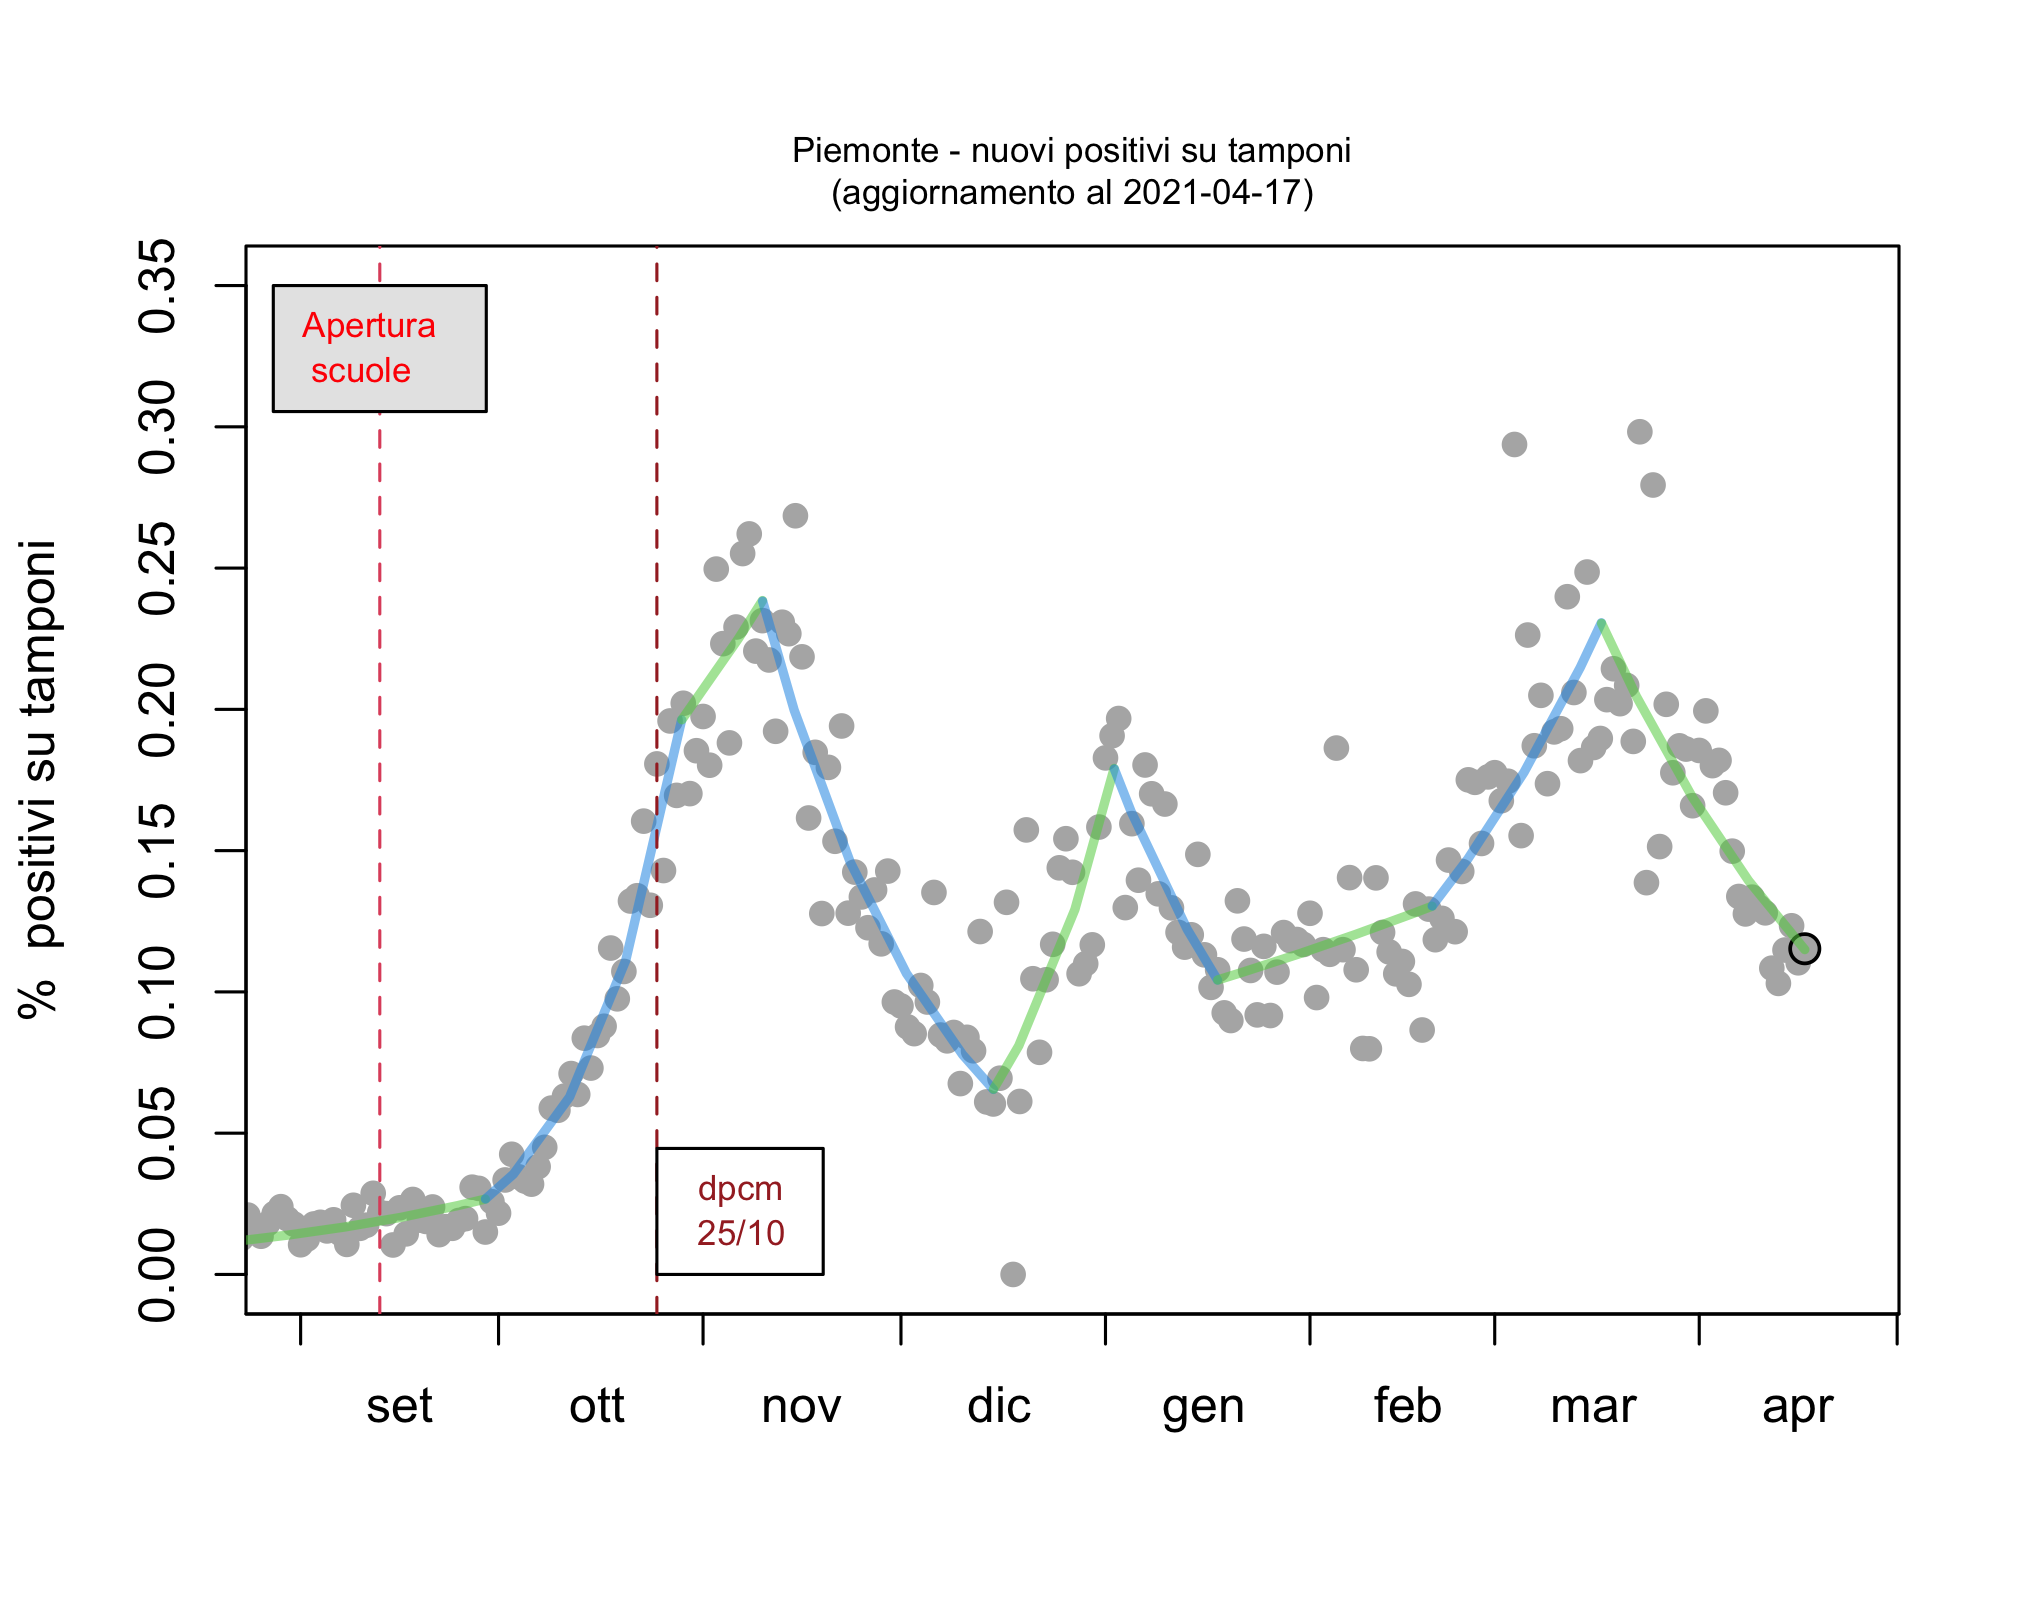 Piemonte - nuovi positivi su tamponi
(aggiornamento al 2021-04-17)
% positivi su tamponi
0.35
0.30
0.25
0.20
0.15
0.10
0.05
0.00
Apertura
scuole
dpcm
25/10
set ott nov dic gen feb mar apr